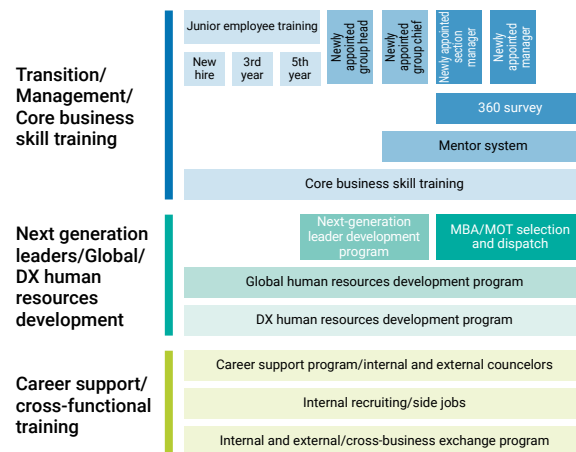 Transition/
Management/
Core business
skill training
Junior employee training
New
hire
3rd
year
5th
year
Newly
appointed
group head
Newly
appointed
group chief
Newly appointed
section
manager
Newly
appointed
manager
360 survey
Mentor system
Core business skill training
Next generation
leaders/Global/
DX human
resources
development
Next-generation
leader development
program
MBA/MOT selection
and dispatch
Global human resources development program
DX human resources development program
Career support/
cross-functional
training
Career support program/internal and external councelors
Internal recruiting/side jobs
Internal and external/cross-business exchange program